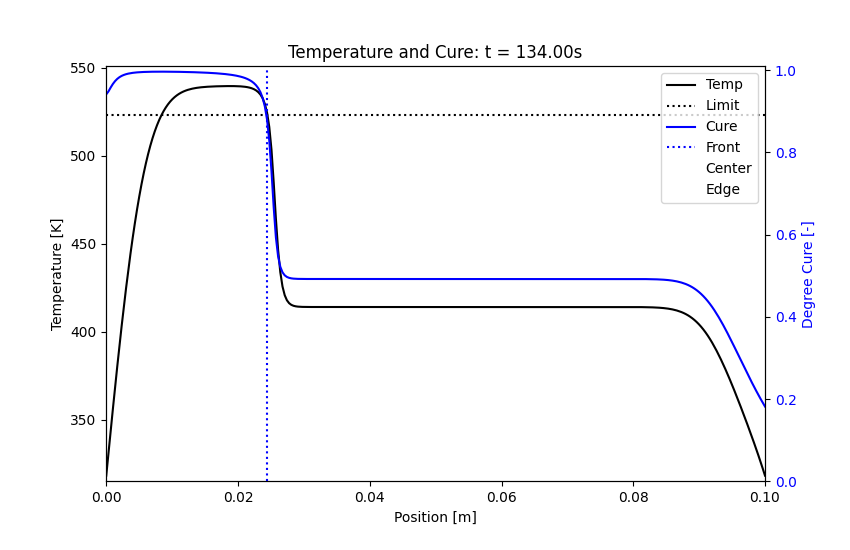 Temperature and Cure: t = 134.00s
550
500
450
400
350
Temperature [K]
Temp
Limit
Cure
Front
Center
Edge
1.0
0.8
0.6
0.4
0.2
0.0
Degree Cure [-]
0.00 0.02 0.04 0.06 0.08 0.10
Position [m]